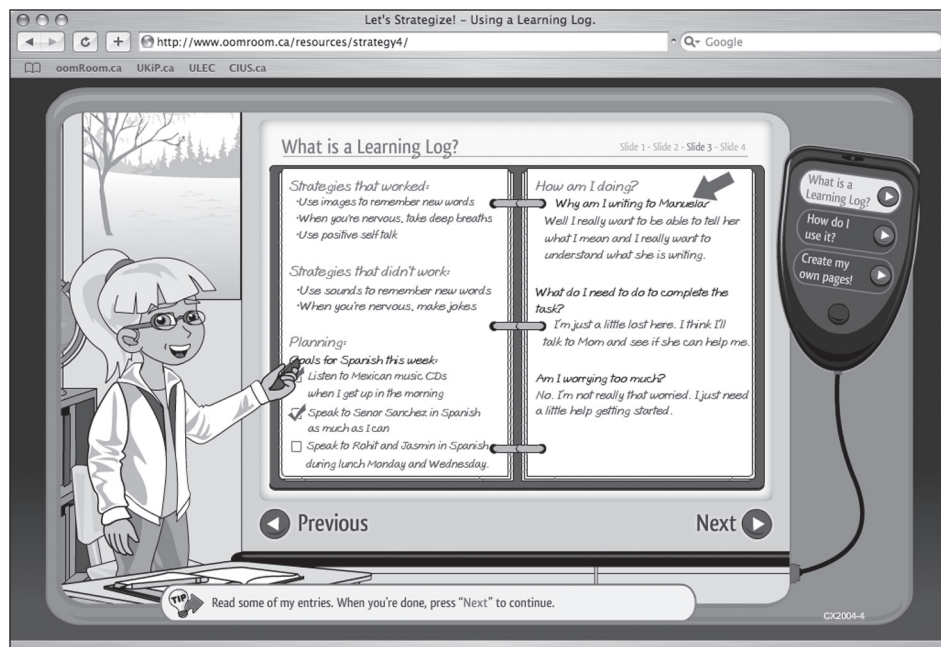 Let's Strategize! – Using a Learning Log.
http://www.oomroom.ca/resources/strategy4/
Google
oomRoom.ca UKiP.ca ULEC CIUS.ca
What is a Learning Log?
Slide 1 - Slide 2 - Slide 3 - Slide 4
Strategies that worked:
·Use images to remember new words
·When you're nervous, take deep breaths
·Use positive self talk
Strategies that didn't work:
·Use sounds to remember new words
·When you're nervous, make jokes
Planning:
Goals for Spanish this week:
Listen to Mexican music CDs
when I get up in the morning
Speak to Senor Sanchez in Spanish
as much as I can
Speak to Rohit and Jasmin in Spanish
during lunch Monday and Wednesday.
How am I doing?
Why am I writing to Manuela?
Well I really want to be able to tell her
what I mean and I really want to
understand what she is writing.
What do I need to do to complete the
task?
I'm just a little lost here. I think I'll
talk to Mom and see if she can help me.
Am I worrying too much?
No. I'm not really that worried. I just need
a little help getting started.
What is a
Learning Log?
How do I
use it?
Create my
own pages!
Previous
Next
TIP
Read some of my entries. When you're done, press "Next" to continue.
CX2004-4